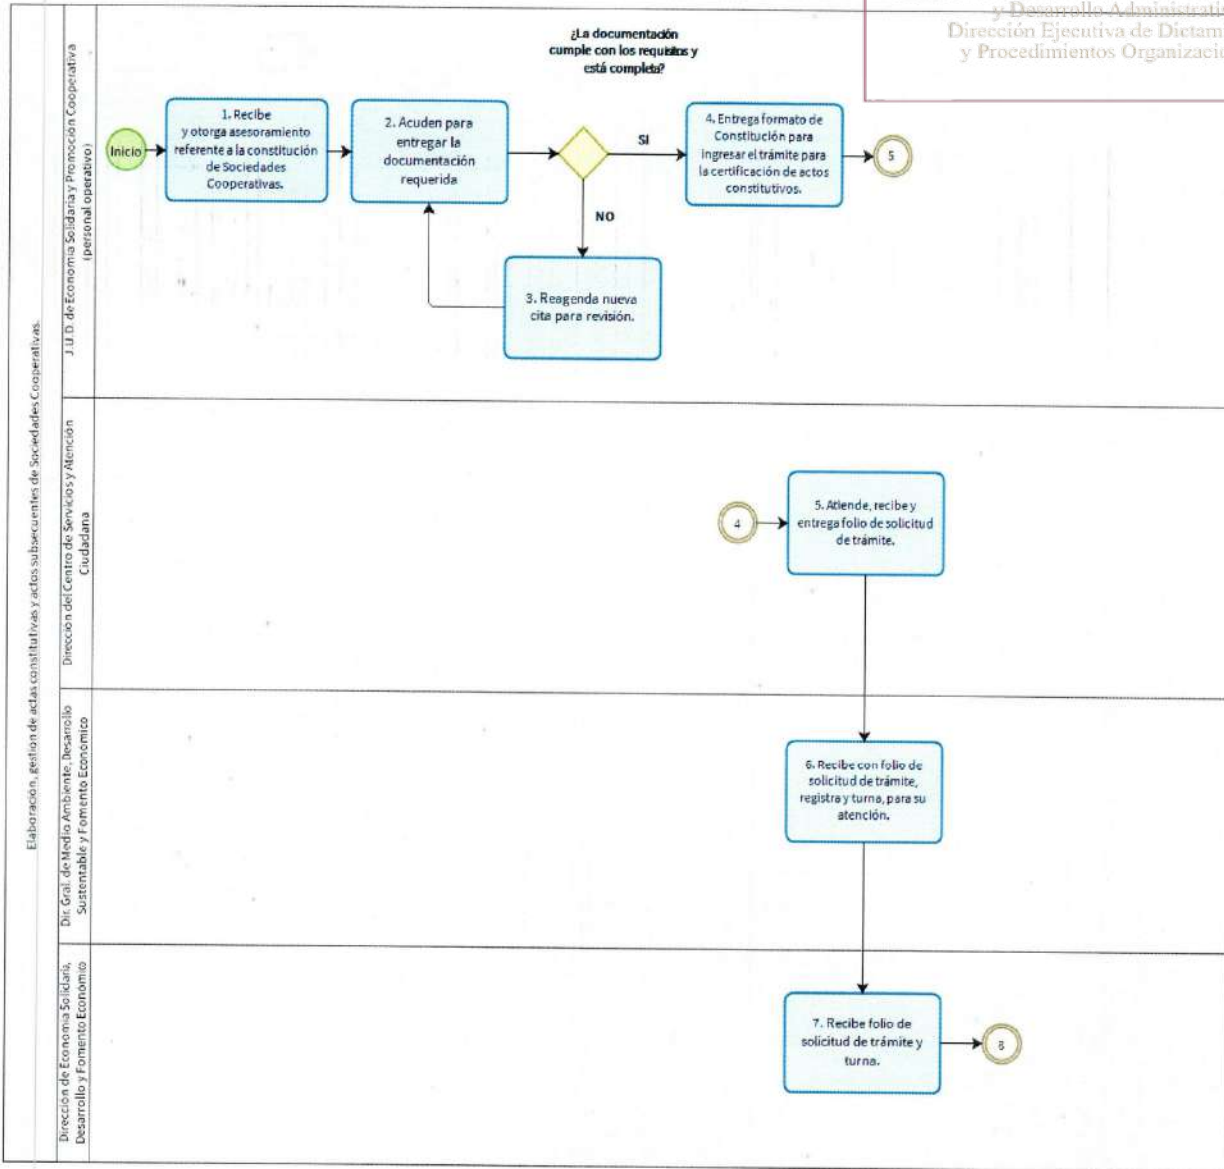 y Desarrollo Administrati
Dirección Ejecutiva de Dictam
y Procedimientos Organizaci
Elaboración, gestión de actas constitutivas y actos subsecuentes de Sociedades Cooperativas.
J.U.D. de Economía Solidaria y Promoción Cooperativa
(personal operativo)
¿La documentación
cumple con los requisitos y
está completa?
Inicio
1. Recibe
y otorga asesoramiento
referente a la constitución
de Sociedades
Cooperativas.
2. Acuden para
entregar la
documentación
requerida
SI
NO
3. Reagenda nueva
cita para revisión.
4. Entrega formato de
Constitución para
ingresar el trámite para
la certificación de actos
constitutivos.
5
Dirección del Centro de Servicios y Atención
Ciudadana
4
5. Atiende, recibe y
entrega folio de solicitud
de trámite.
Dir. Gral. de Medio Ambiente, Desarrollo
Sustentable y Fomento Económico
6. Recibe con folio de
solicitud de trámite,
registra y turna, para su
atención.
Dirección de Economía Solidaria,
Desarrollo y Fomento Económico
7. Recibe folio de
solicitud de trámite y
turna.
8